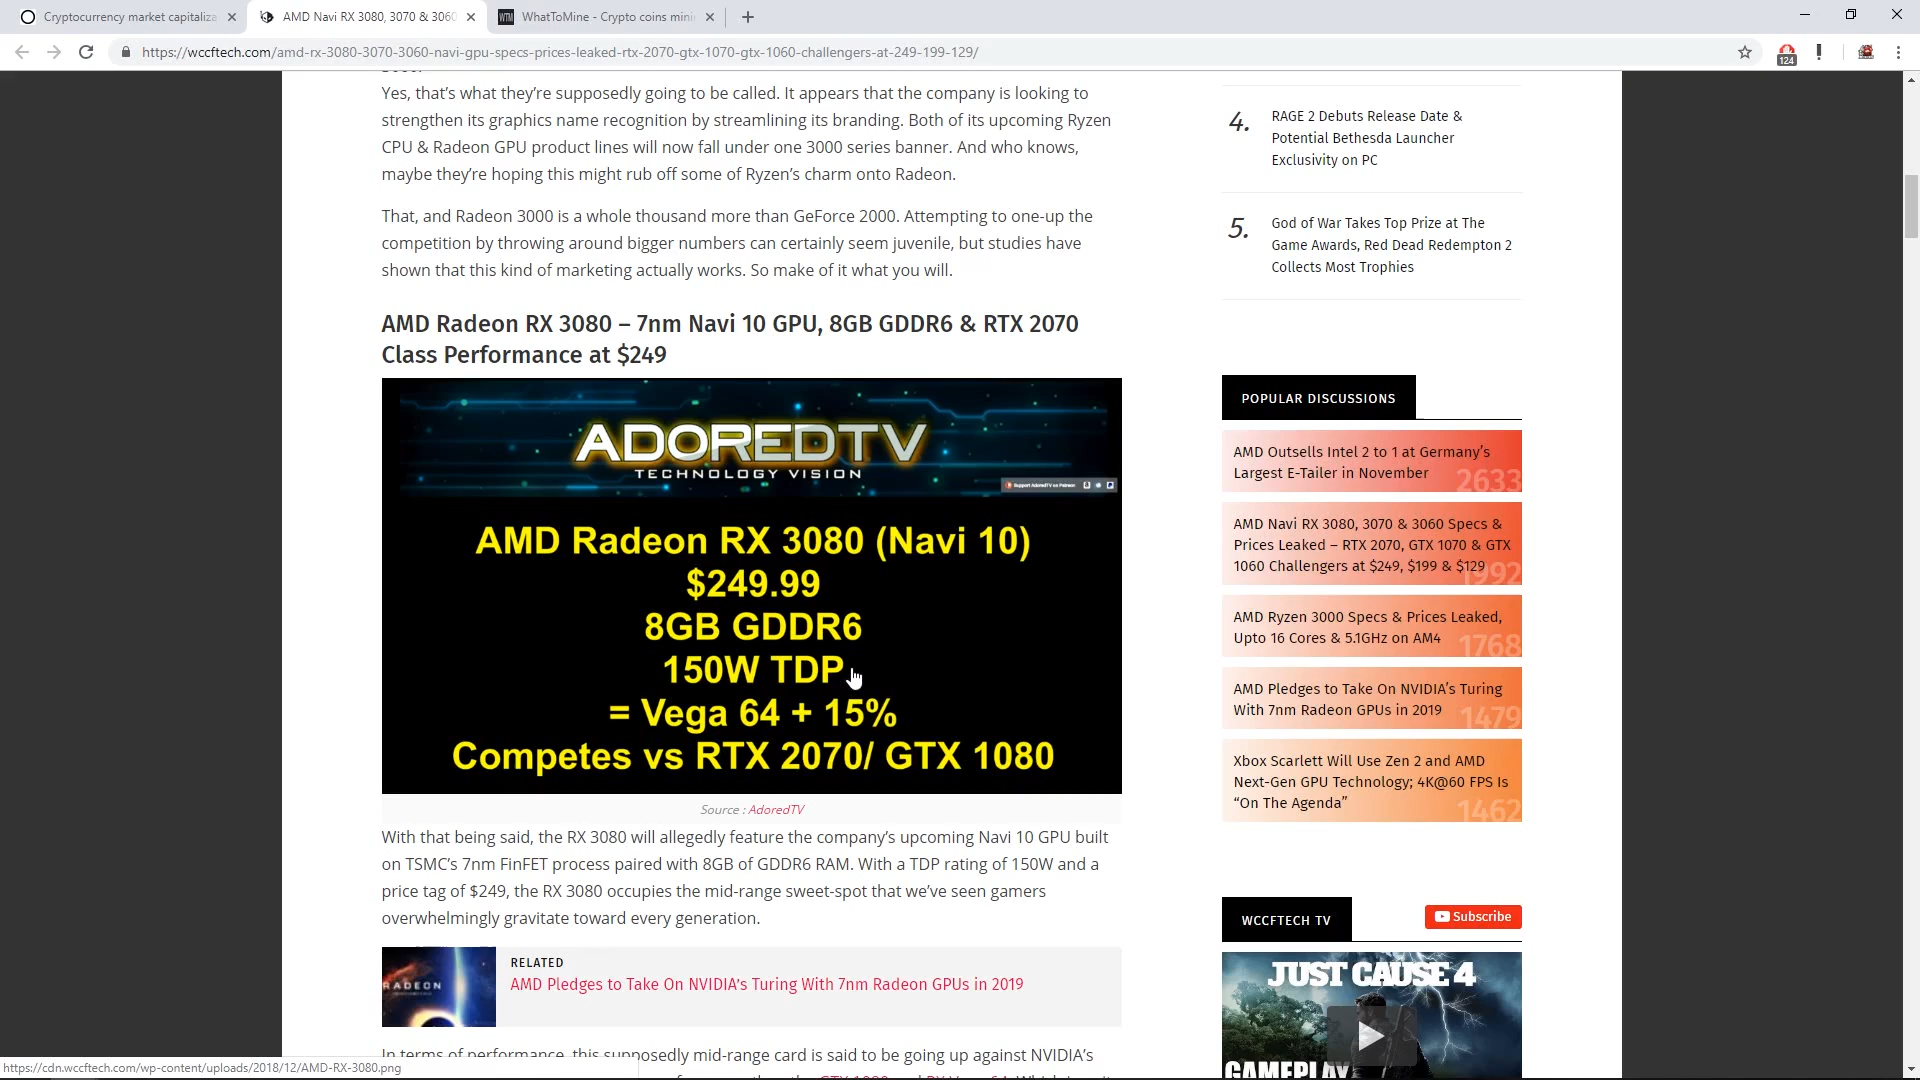 Cryptocurrency market capitaliza
AMD Navi RX 3080, 3070 & 3060
WTM
WhatToMine - Crypto coins mini
https://wccftech.com/amd-rx-3080-3070-3060-navi-gpu-specs-prices-leaked-rtx-2070-gtx-1070-gtx-1060-challengers-at-249-199-129/
124
Yes, that's what they're supposedly going to be called. It appears that the company is looking to
strengthen its graphics name recognition by streamlining its branding. Both of its upcoming Ryzen
CPU & Radeon GPU product lines will now fall under one 3000 series banner. And who knows,
maybe they're hoping this might rub off some of Ryzen's charm onto Radeon.
That, and Radeon 3000 is a whole thousand more than GeForce 2000. Attempting to one-up the
competition by throwing around bigger numbers can certainly seem juvenile, but studies have
shown that this kind of marketing actually works. So make of it what you will.
AMD Radeon RX 3080 – 7nm Navi 10 GPU, 8GB GDDR6 & RTX 2070
Class Performance at $249
ADOREDTV
TECHNOLOGY VISION
Support AdoredTV on Patreon
AMD Radeon RX 3080 (Navi 10)
$249.99
8GB GDDR6
150W TDP
= Vega 64 + 15%
Competes vs RTX 2070/ GTX 1080
Source : AdoredTV
With that being said, the RX 3080 will allegedly feature the company's upcoming Navi 10 GPU built
on TSMC's 7nm FinFET process paired with 8GB of GDDR6 RAM. With a TDP rating of 150W and a
price tag of $249, the RX 3080 occupies the mid-range sweet-spot that we've seen gamers
overwhelmingly gravitate toward every generation.
RADEON
RELATED
AMD Pledges to Take On NVIDIA's Turing With 7nm Radeon GPUs in 2019
In terms of performance, this supposedly mid-range card is said to be going up against NVIDIA's
4. RAGE 2 Debuts Release Date &
Potential Bethesda Launcher
Exclusivity on PC
5. God of War Takes Top Prize at The
Game Awards, Red Dead Redemption 2
Collects Most Trophies
POPULAR DISCUSSIONS
AMD Outsells Intel 2 to 1 at Germany's
Largest E-Tailer in November
2633
AMD Navi RX 3080, 3070 & 3060 Specs &
Prices Leaked – RTX 2070, GTX 1070 & GTX
1060 Challengers at $249, $199 & $129
1992
AMD Ryzen 3000 Specs & Prices Leaked,
Upto 16 Cores & 5.1GHz on AM4
1768
AMD Pledges to Take On NVIDIA's Turing
With 7nm Radeon GPUs in 2019
1479
Xbox Scarlett Will Use Zen 2 and AMD
Next-Gen GPU Technology; 4K@60 FPS Is
“On The Agenda”
1462
WCCFTECH TV
Subscribe
JUST CAUSE 4
GAMEPLAY
https://cdn.wccftech.com/wp-content/uploads/2018/12/AMD-RX-3080.png